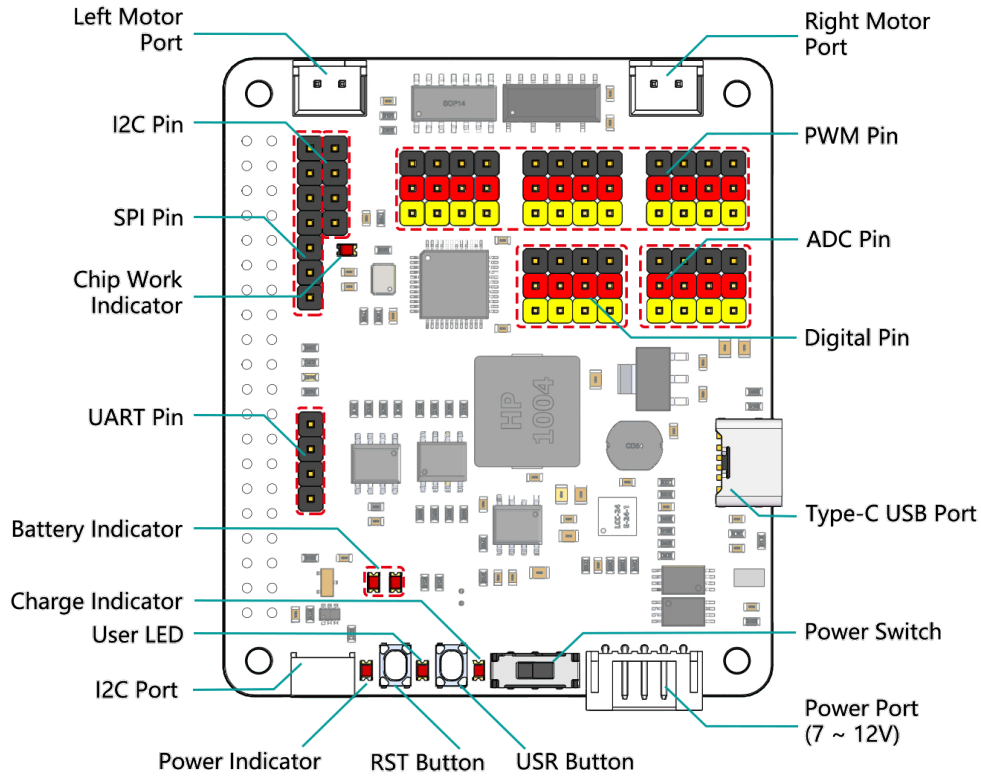 Left Motor
Port
Right Motor
Port
I2C Pin
PWM Pin
SOP14
SPI Pin
ADC Pin
Chip Work
Indicator
Digital Pin
HP
1004
UART Pin
Type-C USB Port
Battery Indicator
Charge Indicator
User LED
Power Switch
I2C Port
Power Port
(7 ~ 12V)
Power Indicator
RST Button
USR Button